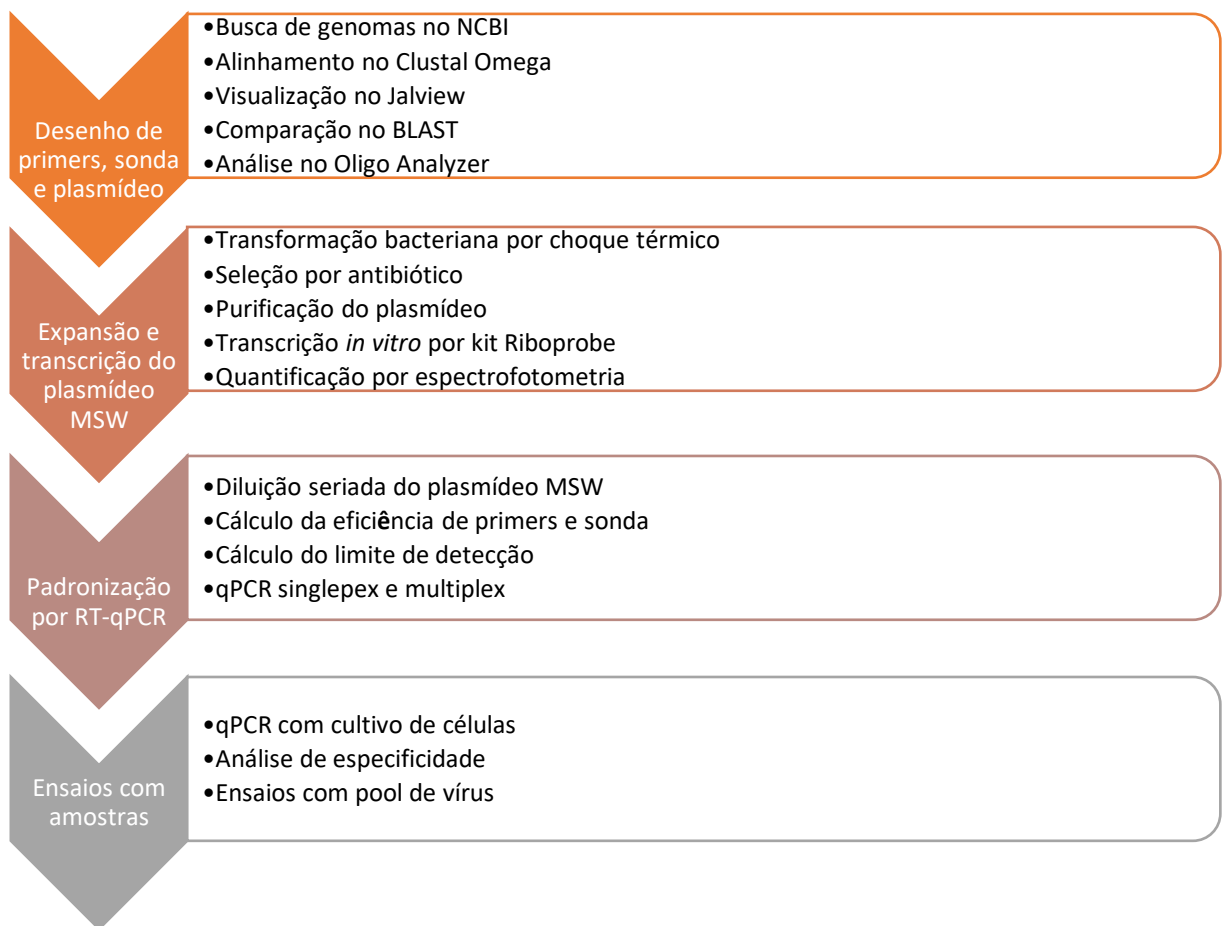 Desenho de
primers, sonda
e plasmídeo
•Busca de genomas no NCBI
•Alinhamento no Clustal Omega
•Visualização no Jalview
•Comparação no BLAST
•Análise no Oligo Analyzer
Expansão e
transcrição do
plasmídeo
MSW
•Transformação bacteriana por choque térmico
•Seleção por antibiótico
•Purificação do plasmídeo
•Transcrição in vitro por kit Riboprobe
•Quantificação por espectrofotometria
Padronização
por RT-qPCR
•Diluição seriada do plasmídeo MSW
•Cálculo da eficiência de primers e sonda
•Cálculo do limite de detecção
•qPCR singlepex e multiplex
Ensaios com
amostras
•qPCR com cultivo de células
•Análise de especificidade
•Ensaios com pool de vírus